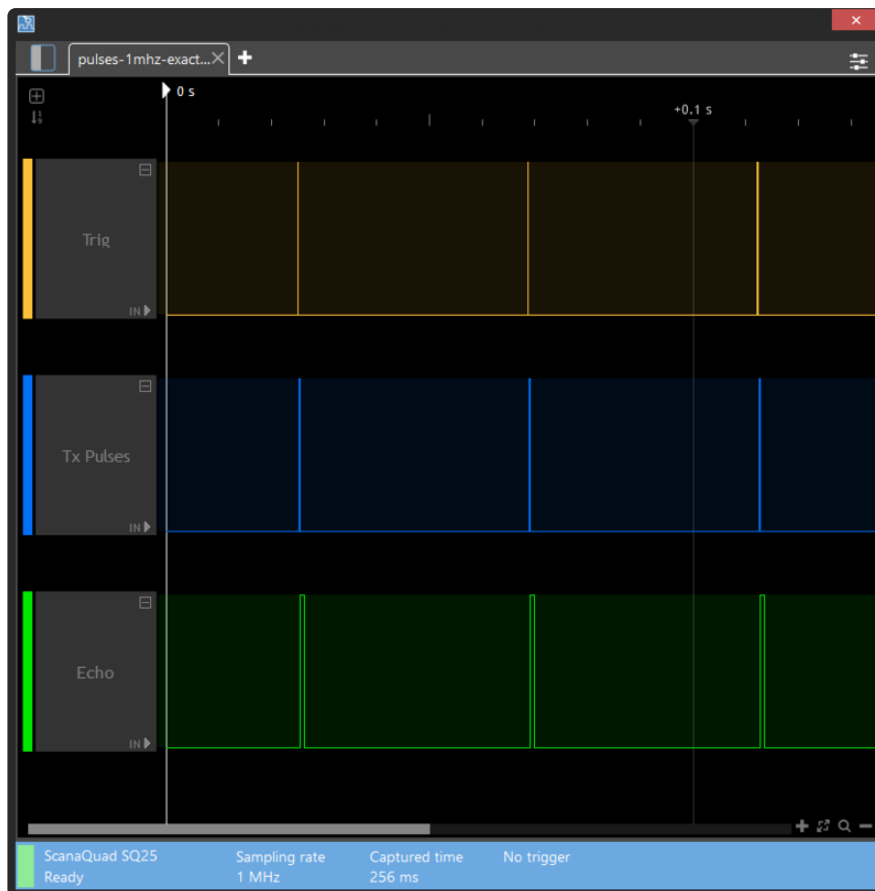 pulses-1mhz-exact...
0 s
+0.1 s
Trig
IN
Tx Pulses
IN
Echo
IN
ScanaQuad SQ25 Sampling rate Captured time No trigger
Ready 1 MHz 256 ms